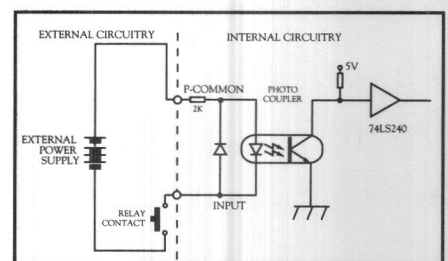 EXTERNAL CIRCUITRY
INTERNAL CIRCUITRY
P-COMMON
2K
PHOTO
COUPLER
5V
74LS240
EXTERNAL
POWER
SUPPLY
RELAY
CONTACT
INPUT